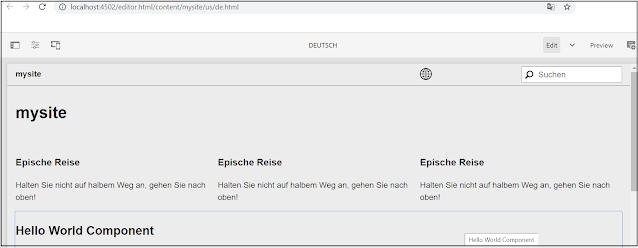 localhost:4502/editor.html/content/mysite/us/de.html
DEUTSCH
Edit
Preview
mysite
Suchen
mysite
Epische Reise
Epische Reise
Epische Reise
Halten Sie nicht auf halbem Weg an, gehen Sie nach
oben!
Halten Sie nicht auf halbem Weg an, gehen Sie nach
oben!
Halten Sie nicht auf halbem Weg an, gehen Sie nach
oben!
Hello World Component
Hello World Component